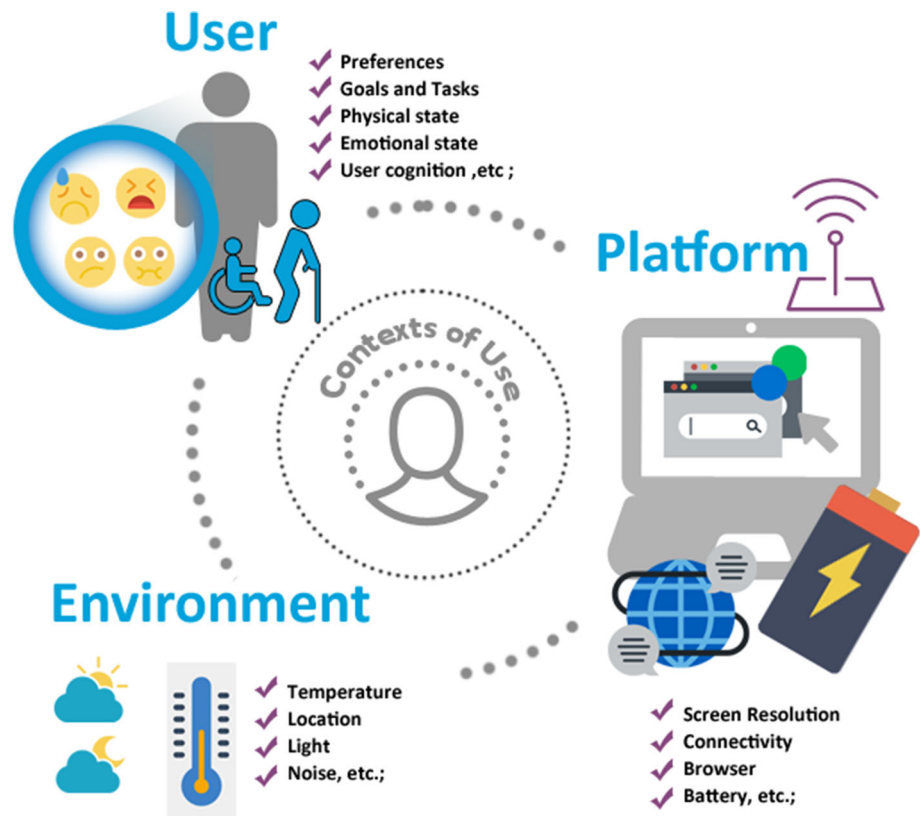 User
Preferences
Goals and Tasks
Physical state
Emotional state
User cognition ,etc ;
Platform
Contexts of Use
Environment
Temperature
Location
Light
Noise, etc.;
Screen Resolution
Connectivity
Browser
Battery, etc.;